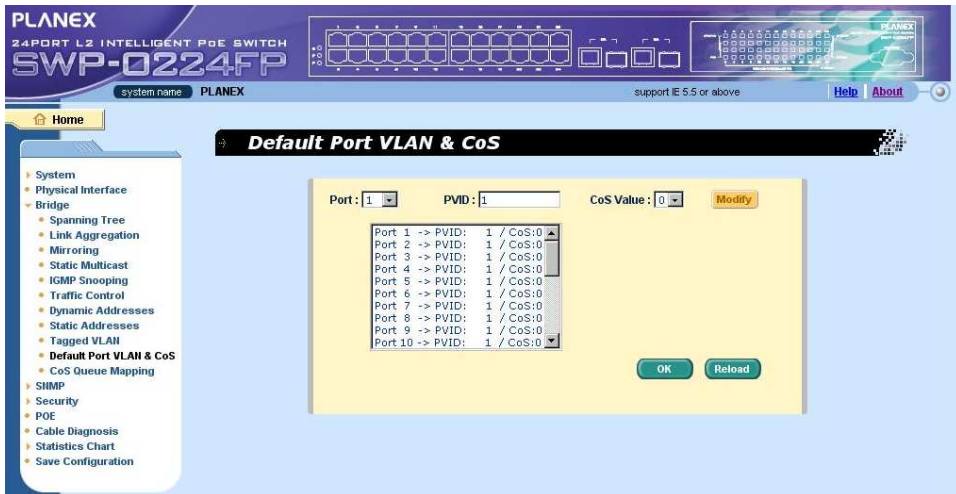 PLANEX
24PORT L2 INTELLIGENT PoE SWITCH
SWP-0224FP
system name PLANEX support IE 5.5 or above Help About
Home
Default Port VLAN & CoS
System
Physical Interface
Bridge
Spanning Tree
Link Aggregation
Mirroring
Static Multicast
IGMP Snooping
Traffic Control
Dynamic Addresses
Static Addresses
Tagged VLAN
Default Port VLAN & CoS
CoS Queue Mapping
SNMP
Security
POE
Cable Diagnosis
Statistics Chart
Save Configuration
Port : 1 PVID : 1 CoS Value : 0 Modify
Port 1 -> PVID: 1 / CoS:0
Port 2 -> PVID: 1 / CoS:0
Port 3 -> PVID: 1 / CoS:0
Port 4 -> PVID: 1 / CoS:0
Port 5 -> PVID: 1 / CoS:0
Port 6 -> PVID: 1 / CoS:0
Port 7 -> PVID: 1 / CoS:0
Port 8 -> PVID: 1 / CoS:0
Port 9 -> PVID: 1 / CoS:0
Port 10 -> PVID: 1 / CoS:0
OK Reload
PLANEX